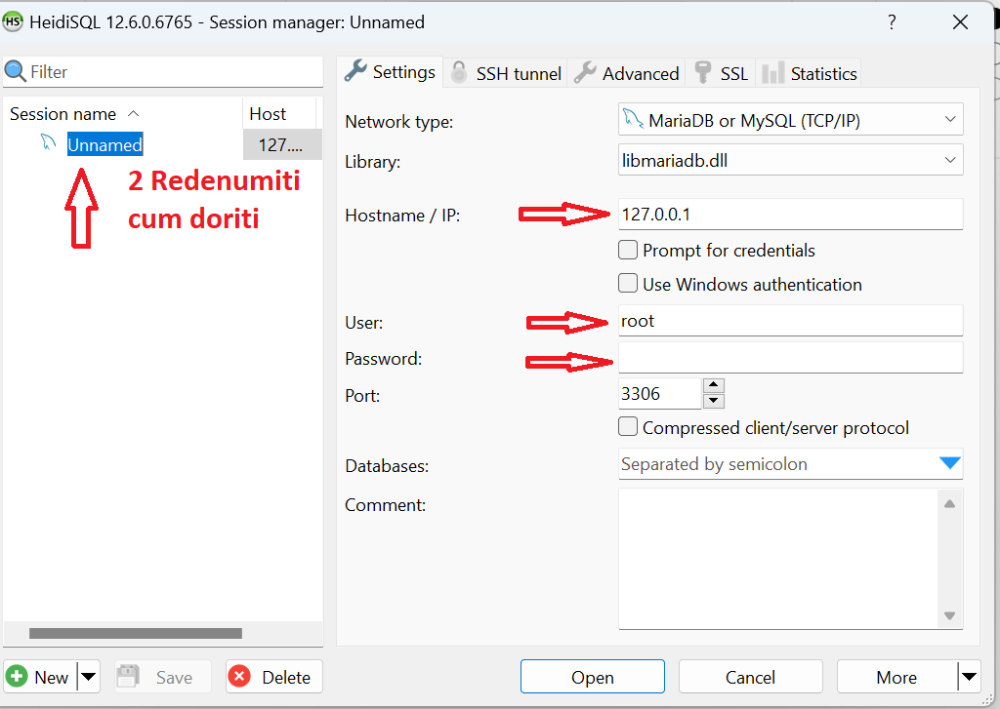 HS HeidiSQL 12.6.0.6765 - Session manager: Unnamed ?
Filter
Session name Host
Unnamed 127....
2 Redenumiti
cum doriti
Settings SSH tunnel Advanced SSL Statistics
Network type: MariaDB or MySQL (TCP/IP)
Library: libmariadb.dll
Hostname / IP: 127.0.0.1
Prompt for credentials
Use Windows authentication
User: root
Password:
Port: 3306
Compressed client/server protocol
Databases: Separated by semicolon
Comment:
New Save Delete Open Cancel More